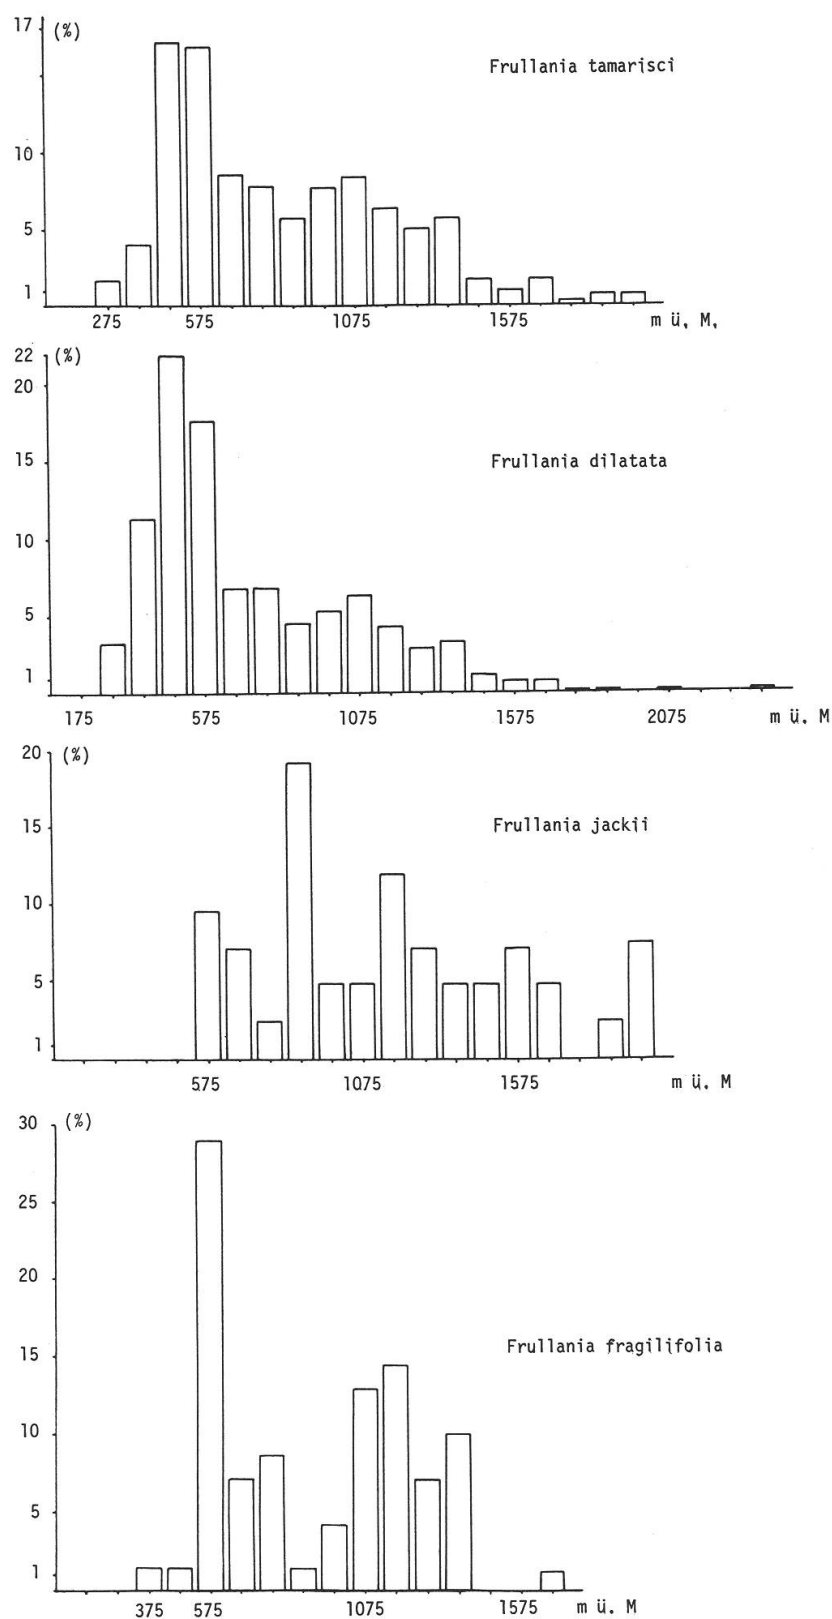 17 (%)
Frullania tamarisci
10
5
1
275 575 1075 1575 m ü. M.
22 (%)
20
15
Frullania dilatata
10
5
1
175 575 1075 1575 2075 m ü. M
20 (%)
15
Frullania jackii
10
5
1
575 1075 1575 m ü. M
30 (%)
25
20
15
Frullania fragilifolia
10
5
1
375 575 1075 1575 m ü. M